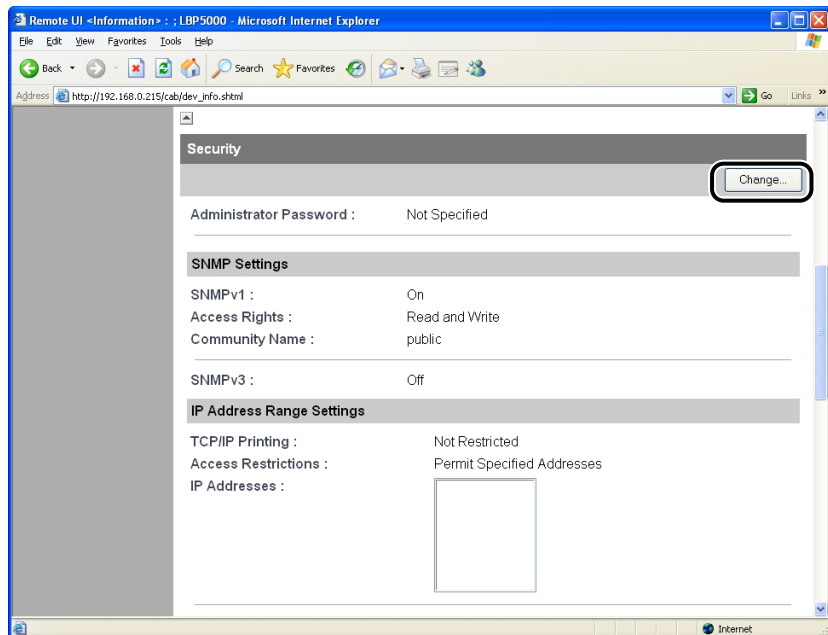 Remote UI <Information> : ; LBP5000 - Microsoft Internet Explorer
File Edit View Favorites Tools Help
Back Search Favorites
Address http://192.168.0.215/cab/dev_info.shtml Go Links »
Security
Change...
Administrator Password : Not Specified
SNMP Settings
SNMPv1 : On
Access Rights : Read and Write
Community Name : public
SNMPv3 : Off
IP Address Range Settings
TCP/IP Printing : Not Restricted
Access Restrictions : Permit Specified Addresses
IP Addresses :
Internet